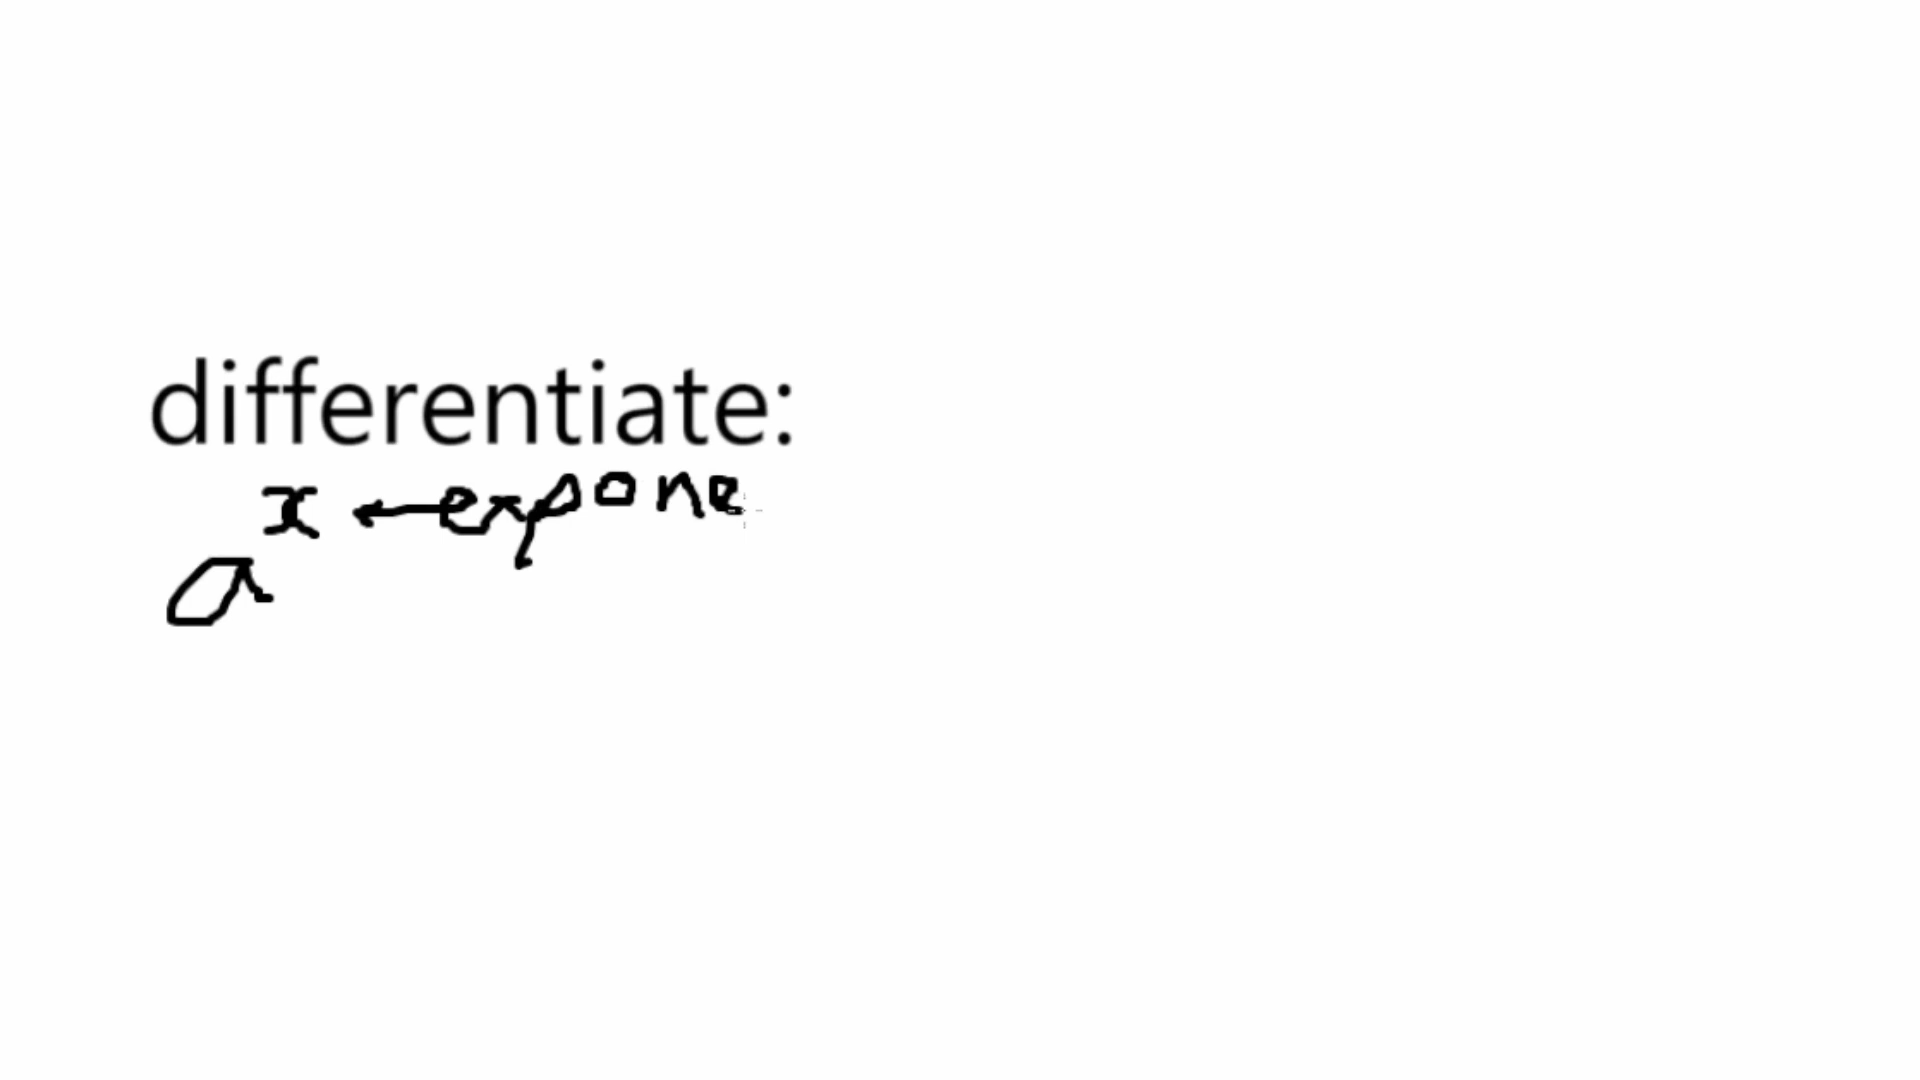 differentiate:
x ← expone
a